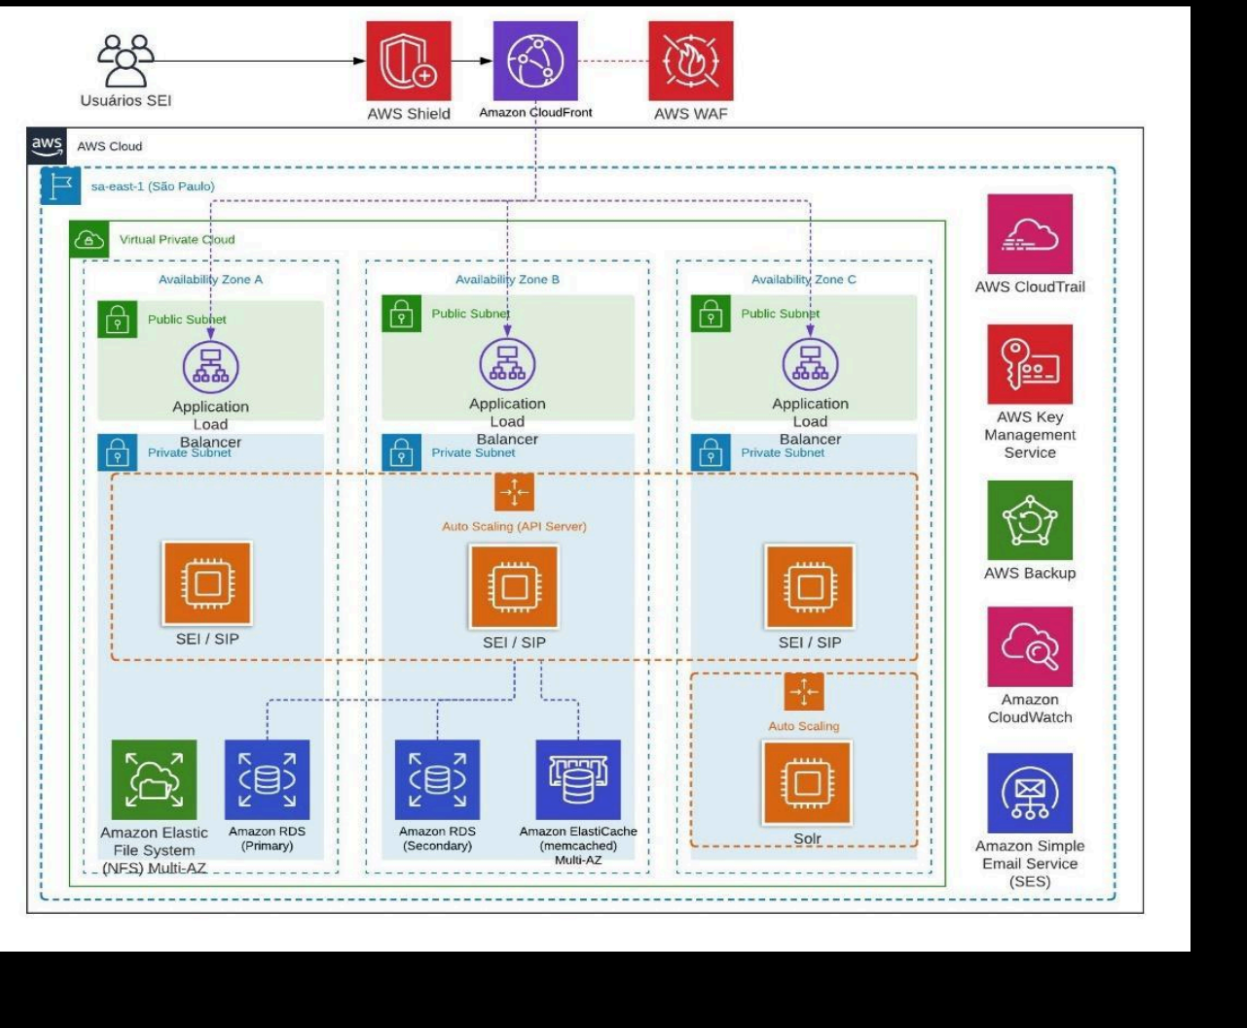 Usuários SEI
AWS Shield
Amazon CloudFront
AWS WAF
aws
AWS Cloud
sa-east-1 (São Paulo)
Virtual Private Cloud
Availability Zone A
Availability Zone B
Availability Zone C
Public Subnet
Public Subnet
Public Subnet
Application
Load
Balancer
Application
Load
Balancer
Application
Load
Balancer
Private Subnet
Private Subnet
Private Subnet
Auto Scaling (API Server)
SEI / SIP
SEI / SIP
SEI / SIP
Auto Scaling
Solr
Amazon Elastic
File System
(NFS) Multi-AZ
Amazon RDS
(Primary)
Amazon RDS
(Secondary)
Amazon ElastiCache
(memcached)
Multi-AZ
AWS CloudTrail
AWS Key
Management
Service
AWS Backup
Amazon
CloudWatch
Amazon Simple
Email Service
(SES)